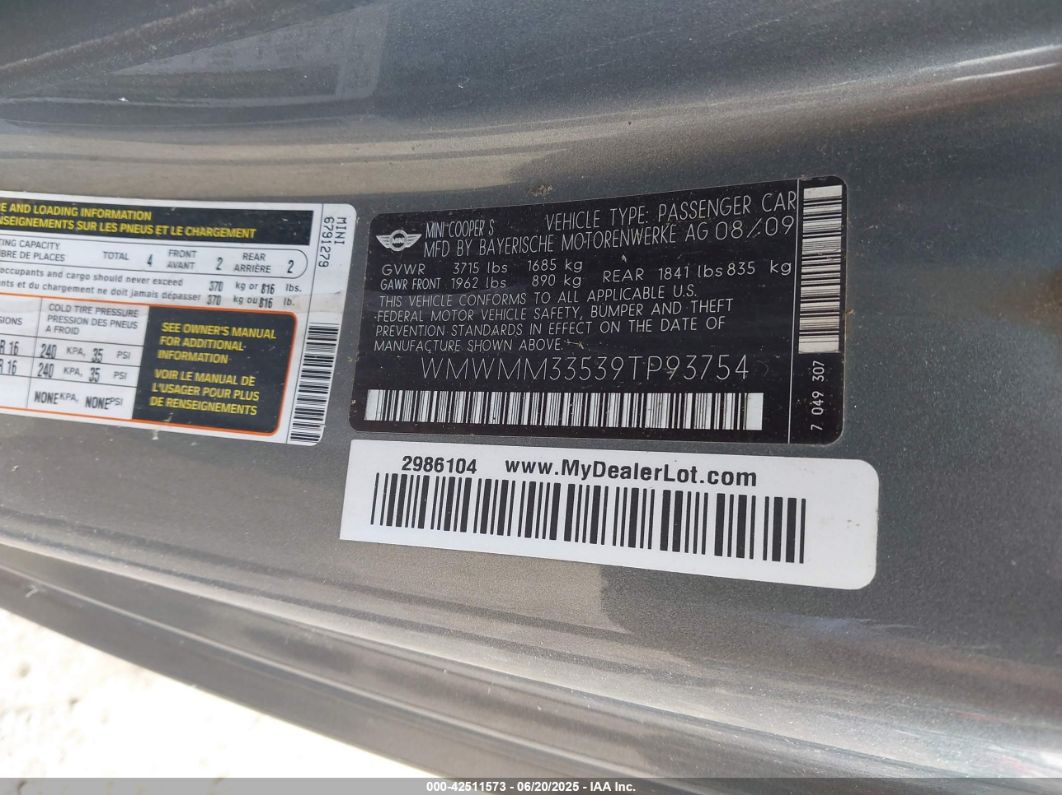 E AND LOADING INFORMATION
NSEIGNEMENTS SUR LES PNEUS ET LE CHARGEMENT
TING CAPACITY
MBRE DE PLACES
TOTAL 4
FRONT
AVANT 2
REAR
ARRIÈRE 2
occupants and cargo should never exceed 370 kg or 816 lbs.
nts et du chargement ne doit jamais dépasser 370 kg ou 816 lb.
SIONS
COLD TIRE PRESSURE
PRESSION DES PNEUS
A FROID
R 16 240 KPA, 35 PSI
R 16 240 KPA, 35 PSI
NONE KPA, NONE PSI
SEE OWNER'S MANUAL
FOR ADDITIONAL
INFORMATION
VOIR LE MANUEL DE
L'USAGER POUR PLUS
DE RENSEIGNEMENTS
MINI
6791279
MINI
MINI COOPER S VEHICLE TYPE: PASSENGER CAR
MFD BY BAYERISCHE MOTORENWERKE AG 08/09
GVWR 3715 lbs 1685 kg
GAWR FRONT 1962 lbs 890 kg REAR 1841 lbs 835 kg
THIS VEHICLE CONFORMS TO ALL APPLICABLE U.S.
FEDERAL MOTOR VEHICLE SAFETY, BUMPER AND THEFT
PREVENTION STANDARDS IN EFFECT ON THE DATE OF
MANUFACTURE SHOWN ABOVE.
WMWMM33539TP93754
7 049 307
2986104 www.MyDealerLot.com
000-42511573 - 06/20/2025 - IAA Inc.